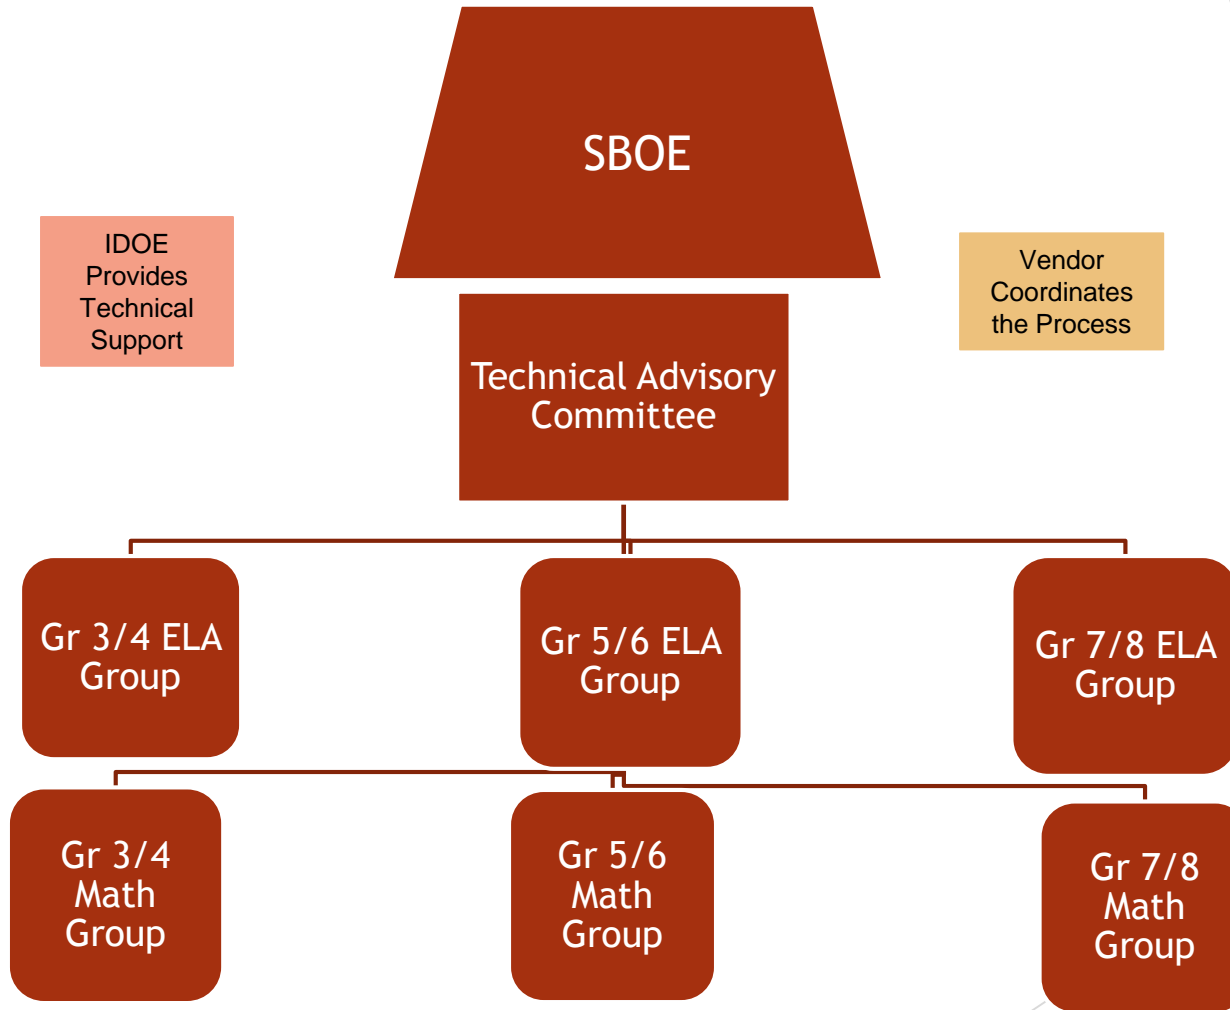 SBOE
IDOE
Provides
Technical
Support
Vendor
Coordinates
the Process
Technical Advisory
Committee
Gr 3/4 ELA
Group
Gr 5/6 ELA
Group
Gr 7/8 ELA
Group
Gr 3/4
Math
Group
Gr 5/6
Math
Group
Gr 7/8
Math
Group